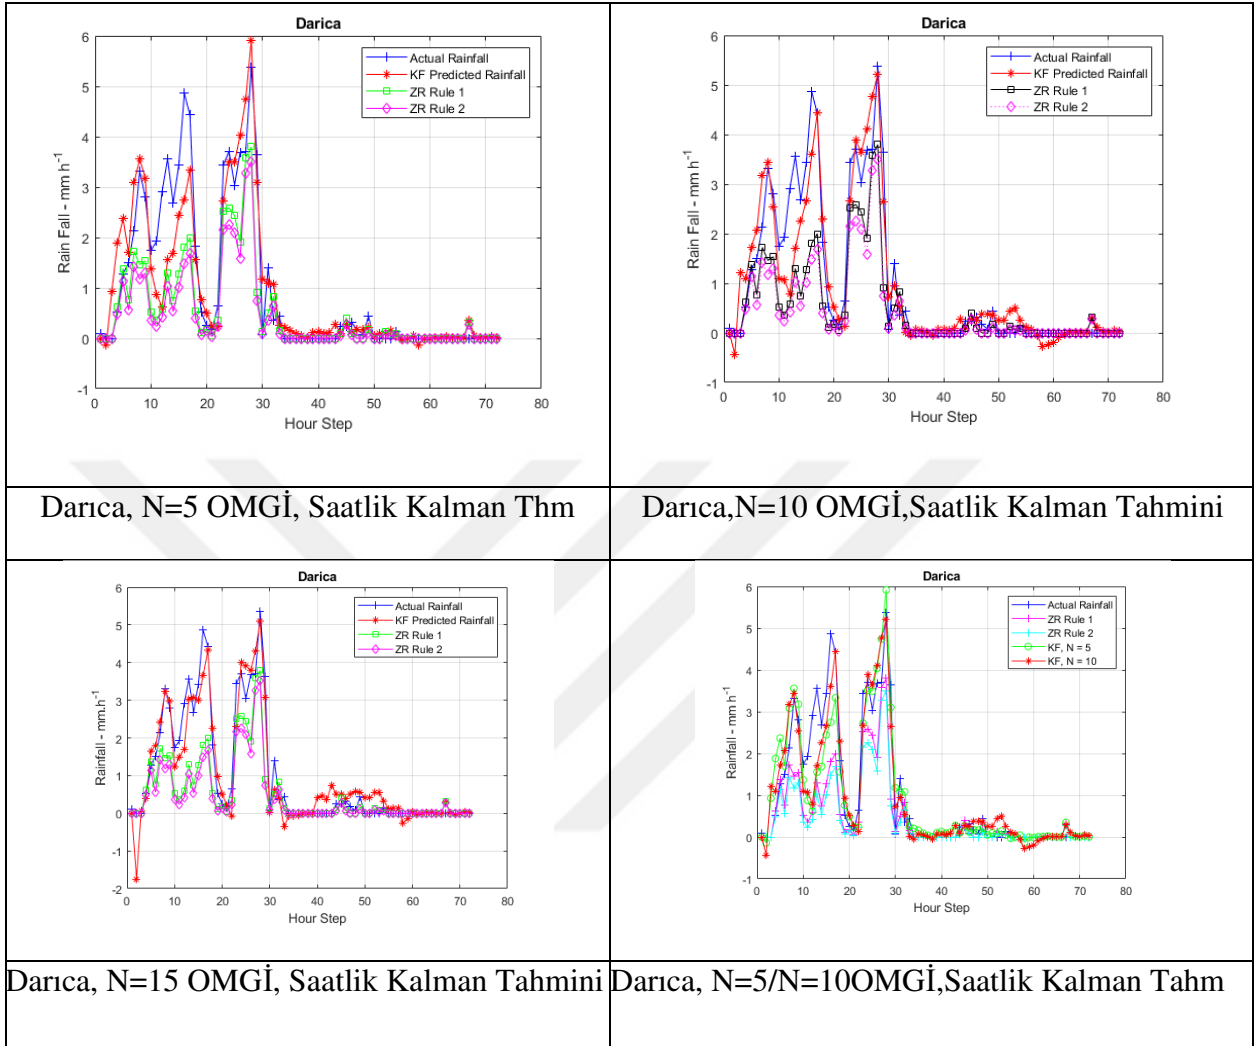 Darica
Rain Fall - mm h⁻¹
6
5
4
3
2
1
0
-1
0 10 20 30 40 50 60 70 80
Hour Step
Actual Rainfall
KF Predicted Rainfall
ZR Rule 1
ZR Rule 2
Darica
Rain Fall - mm h⁻¹
6
5
4
3
2
1
0
-1
0 10 20 30 40 50 60 70 80
Hour Step
Actual Rainfall
KF Predicted Rainfall
ZR Rule 1
ZR Rule 2
Darıca, N=5 OMGİ, Saatlik Kalman Thm
Darıca,N=10 OMGİ,Saatlik Kalman Tahmini
Darica
Rainfall - mm.h¹
6
5
4
3
2
1
0
-1
-2
0 10 20 30 40 50 60 70 80
Hour Step
Actual Rainfall
KF Predicted Rainfall
ZR Rule 1
ZR Rule 2
Darica
Rainfall - mm h⁻¹
6
5
4
3
2
1
0
-1
0 10 20 30 40 50 60 70 80
Hour Step
Actual Rainfall
ZR Rule 1
ZR Rule 2
KF, N = 5
KF, N = 10
Darıca, N=15 OMGİ, Saatlik Kalman Tahmini
Darıca, N=5/N=10OMGİ,Saatlik Kalman Tahm